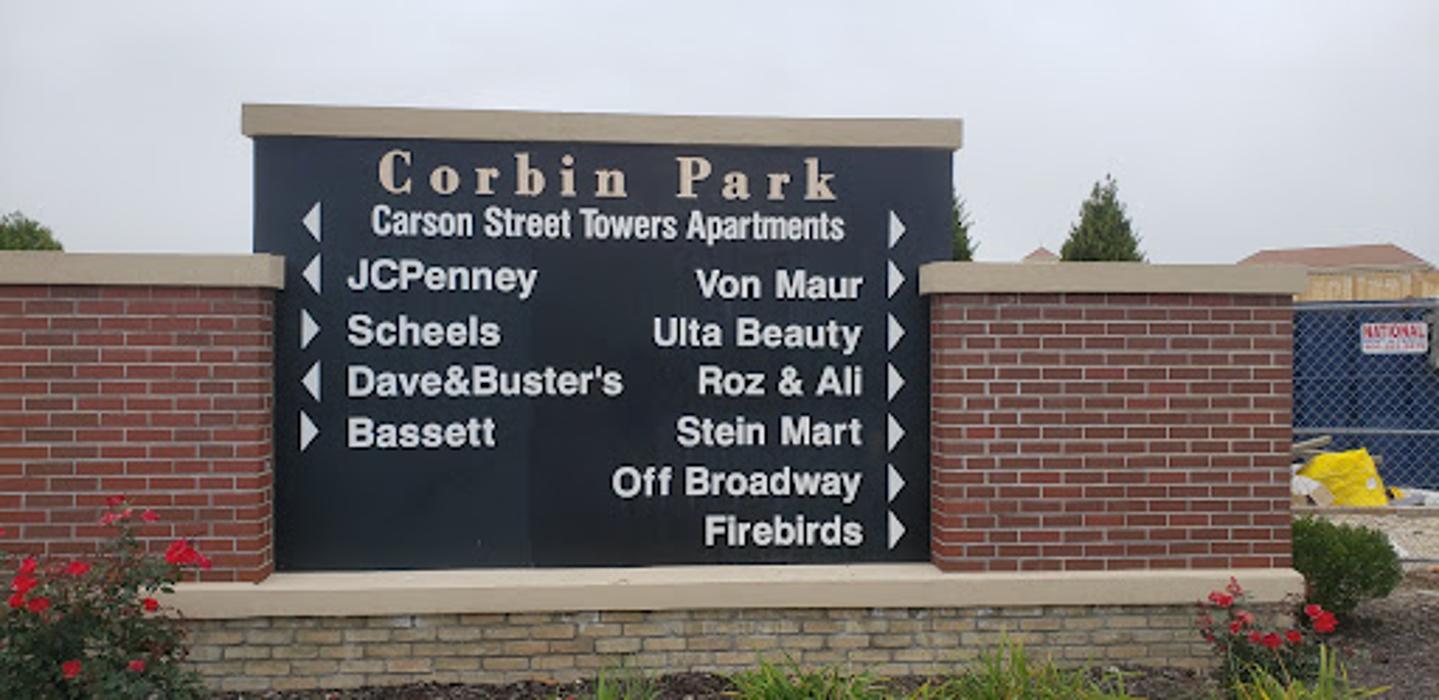 Corbin Park
Carson Street Towers Apartments
JCPenney Von Maur
Scheels Ulta Beauty
Dave&Buster's Roz & Ali
Bassett Stein Mart
Off Broadway
Firebirds
NATIONAL